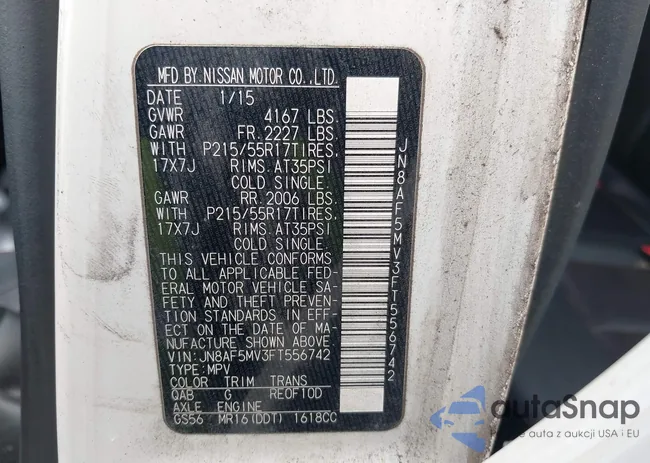 MFD BY NISSAN MOTOR CO.,LTD.
DATE 1/15
GVWR 4167 LBS.
GAWR FR. 2227 LBS.
WITH P215/55R17TIRES.
17X7J RIMS. AT35PSI
COLD SINGLE.
GAWR RR. 2006 LBS.
WITH P215/55R17TIRES.
17X7J RIMS. AT35PSI
COLD SINGLE.
THIS VEHICLE CONFORMS
TO ALL APPLICABLE FED-
ERAL MOTOR VEHICLE SA-
FETY AND THEFT PREVEN-
TION STANDARDS IN EFF-
ECT ON THE DATE OF MA-
NUFACTURE SHOWN ABOVE.
VIN: JN8AF5MV3FT556742
TYPE: MPV
COLOR TRIM TRANS
QAB G RE0F10D
AXLE ENGINE
GS56 MR16(DDT) 1618CC
JN8AF5MV3FT556742
autoSnap
auta z aukcji USA i EU